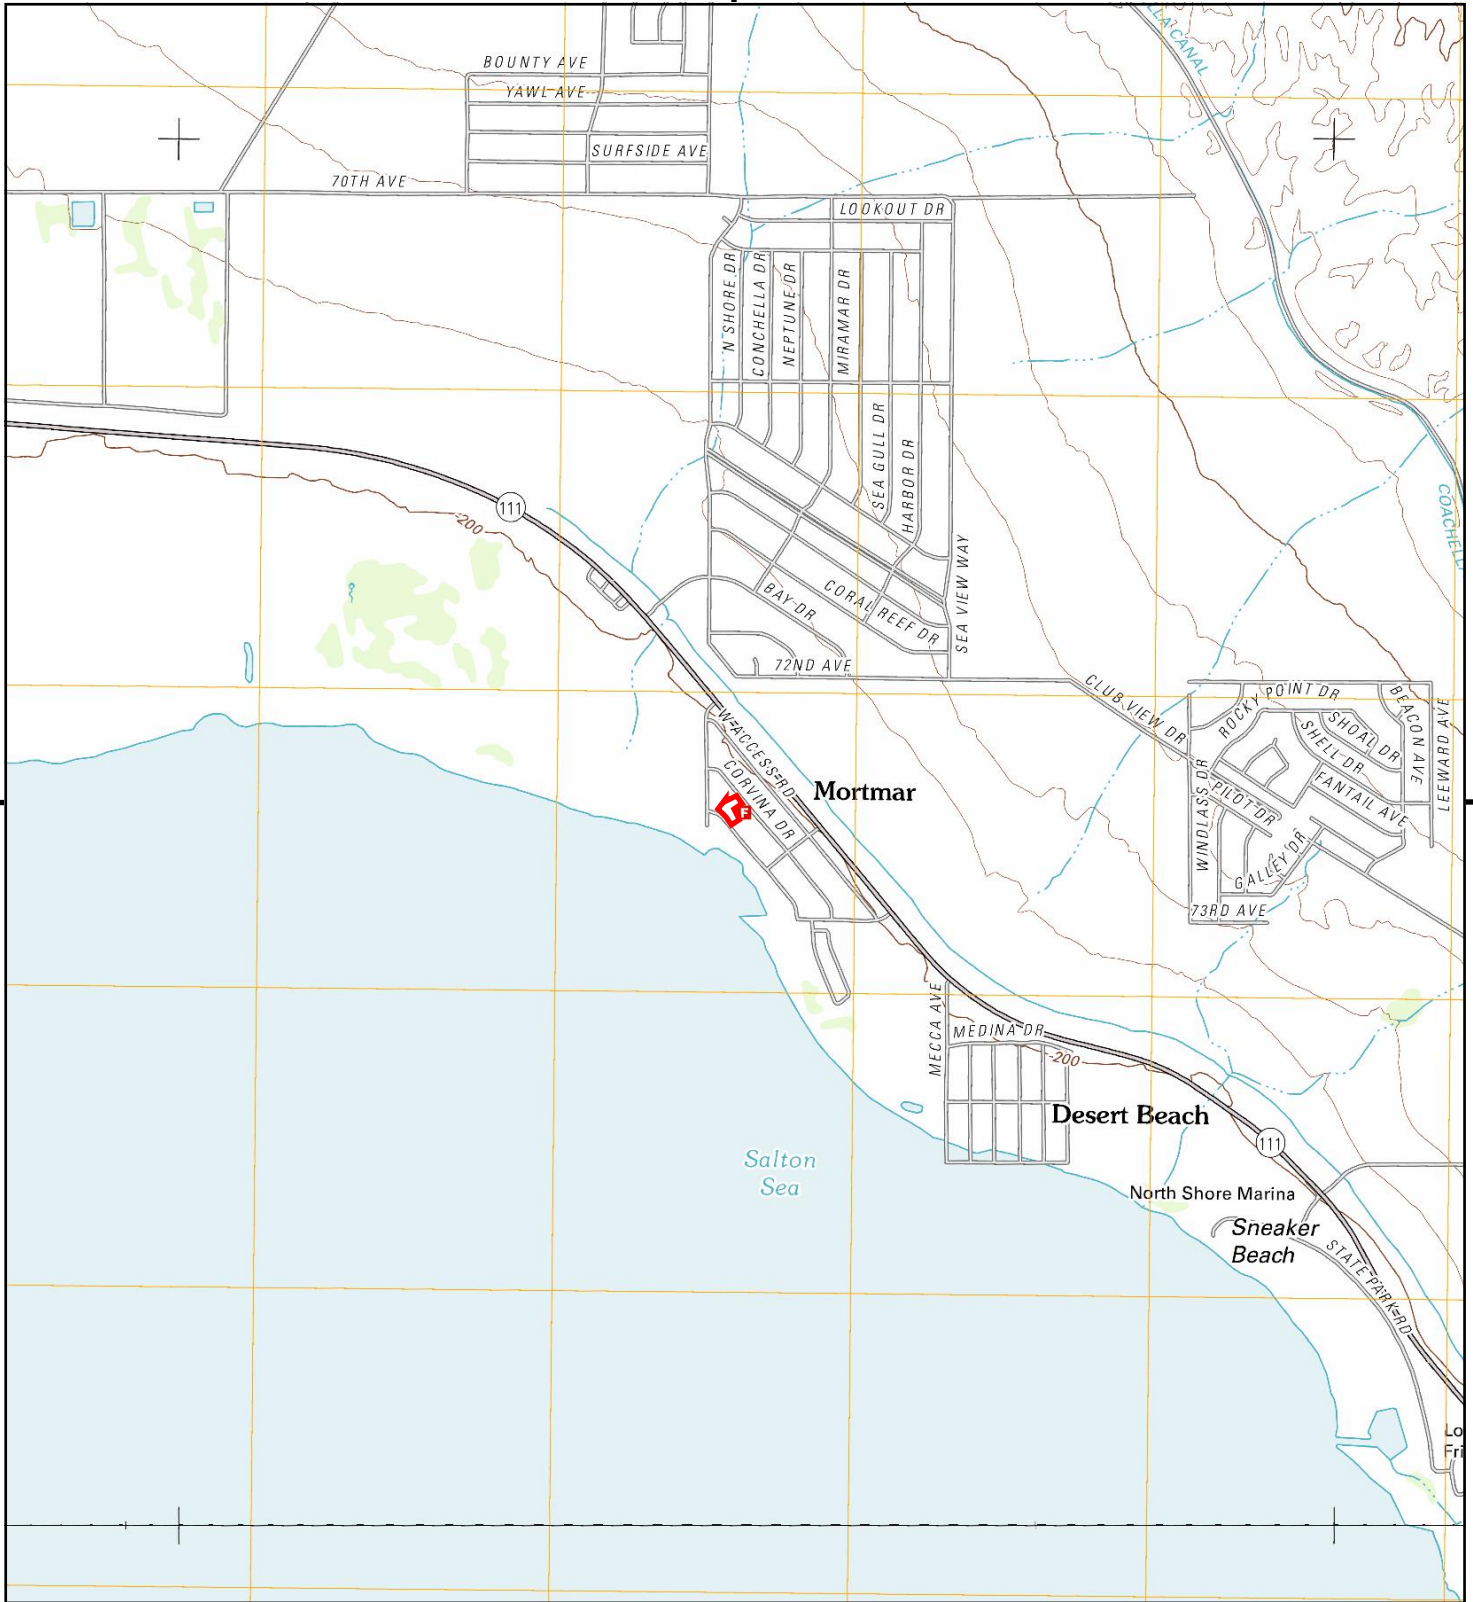 LLA CANAL
BOUNTY AVE
YAWL AVE
SURFSIDE AVE
70TH AVE
LOOKOUT DR
N SHORE DR
CONCHELLA DR
NEPTUNE DR
MIRAMAR DR
SEA GULL DR
HARBOR DR
COACHELL
111
-200
SEA VIEW WAY
BAY DR
CORAL REEF DR
72ND AVE
CLUB VIEW DR
ROCKY POINT DR
BEACON AVE
LEEWARD AVE
SHOAL DR
SHELL DR
FANTAIL AVE
W ACCESS RD
CORVINA DR
Mortmar
F
WINDLASS DR
PILOT DR
GALLEY DR
73RD AVE
MECCA AVE
MEDINA DR
-200
Desert Beach
111
Salton
Sea
North Shore Marina
Sneaker
Beach
STATE PARK RD
Lo
Fri